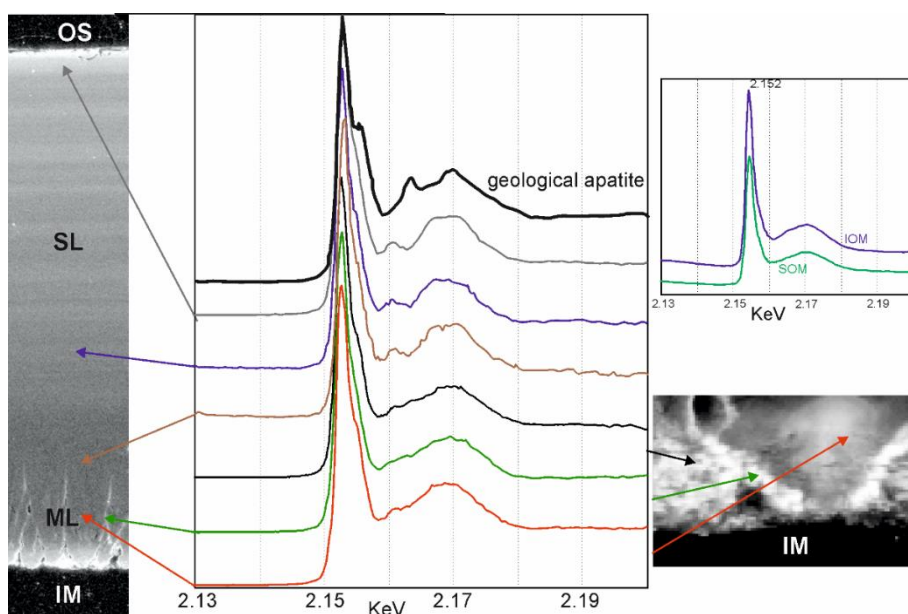 OS
SL
ML
IM
geological apatite
2.13
2.15
2.17
2.19
KeV
2.152
IOM
SOM
2.13
2.15
2.17
2.19
KeV
IM